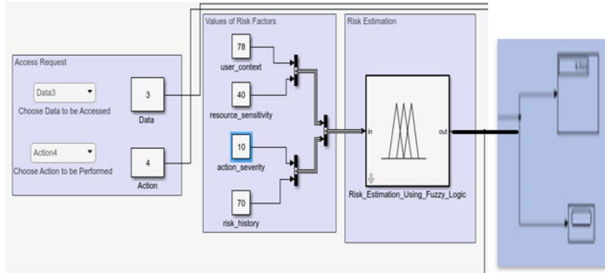 Values of Risk Factors
Risk Estimation
Access Request
Data3
Choose Data to be Accessed
3
Data
Action4
Choose Action to be Performed
4
Action
78
user_context
40
resource_sensitivity
10
action_severity
70
risk_history
in
out
Risk_Estimation_Using_Fuzzy_Logic